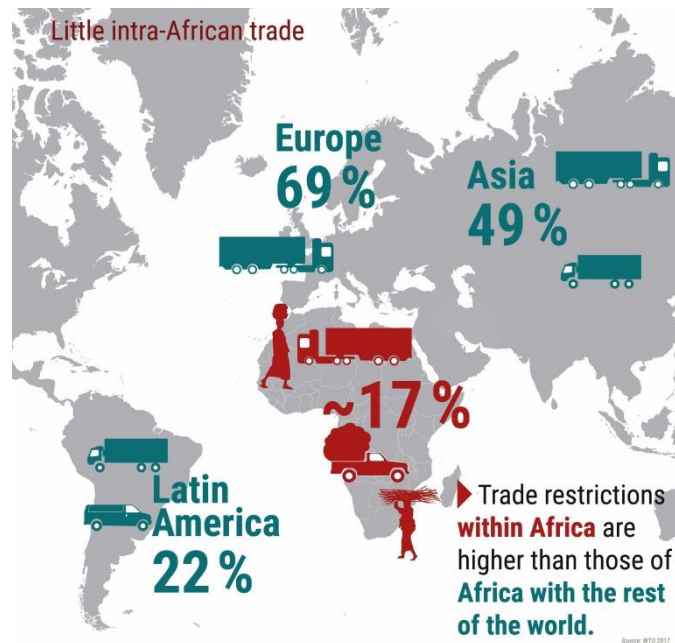 Little intra-African trade
Europe
69 %
Asia
49 %
~17 %
Latin
America
22 %
Trade restrictions
within Africa are
higher than those of
Africa with the rest
of the world.
Source: WTO 2017